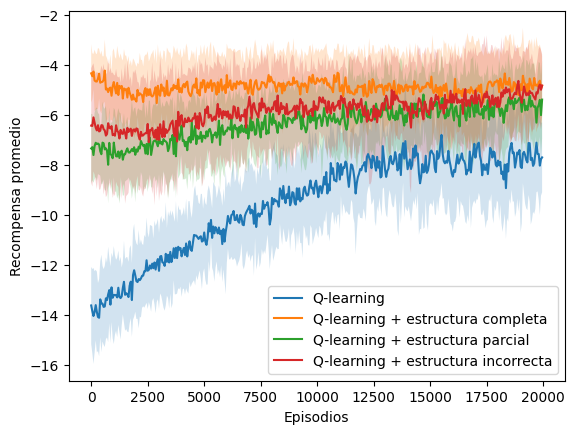 −2
−4
−6
−8
−10
−12
−14
−16
Recompensa promedio
Q-learning
Q-learning + estructura completa
Q-learning + estructura parcial
Q-learning + estructura incorrecta
0 2500 5000 7500 10000 12500 15000 17500 20000
Episodios